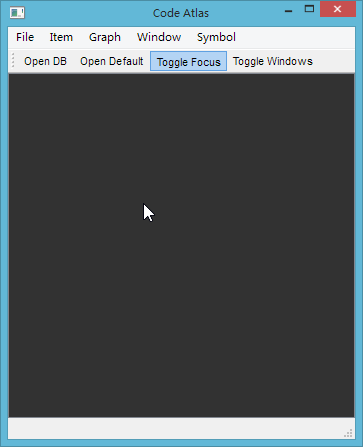 Code Atlas
File Item Graph Window Symbol
Open DB Open Default Toggle Focus Toggle Windows